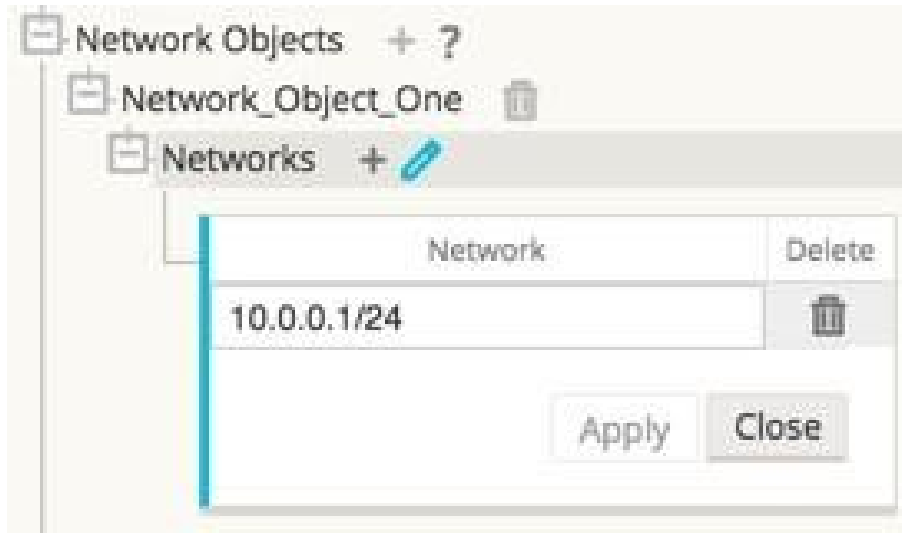 Network Objects + ?
Network_Object_One
Networks +
Network Delete
10.0.0.1/24
Apply Close